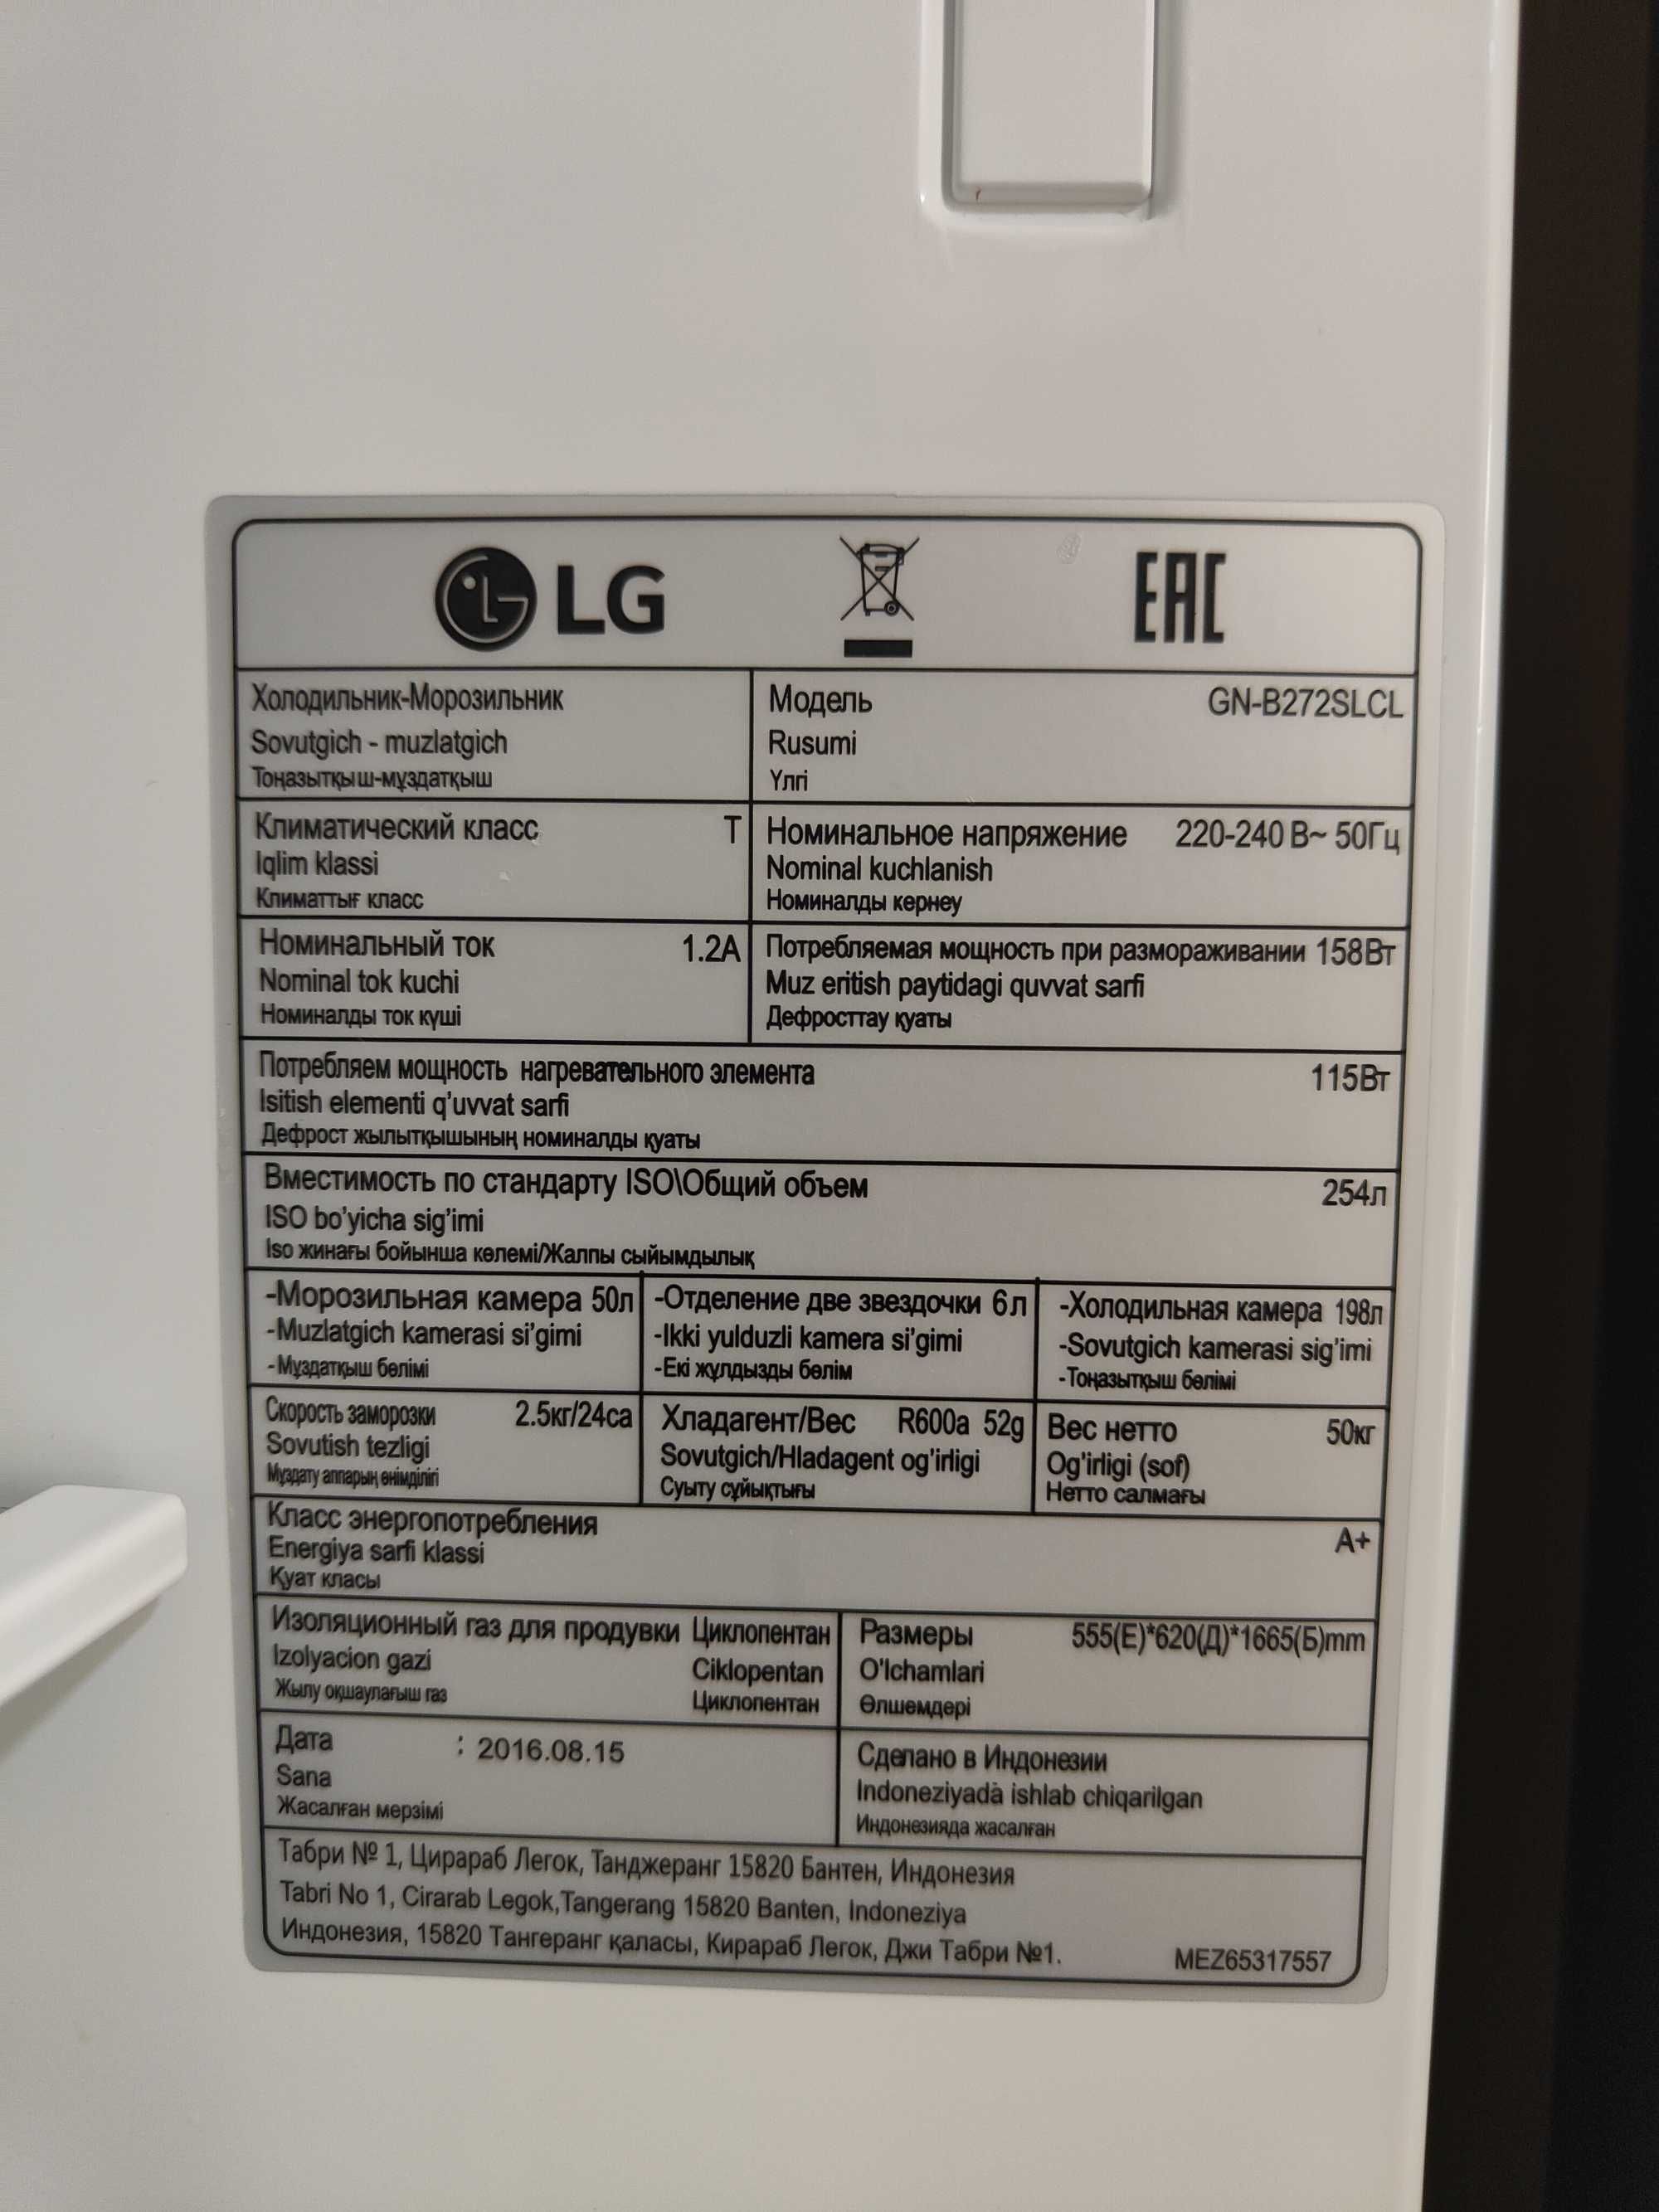 LG
EAC
Холодильник-Морозильник
Sovutgich - muzlatgich
Тоңазытқыш-мұздатқыш
Модель GN-B272SLCL
Rusumi
Үлгі
Климатический класс T
Iqlim klassi
Климаттығ класс
Номинальное напряжение 220-240 В~ 50Гц
Nominal kuchlanish
Номиналды кернеу
Номинальный ток 1.2A
Nominal tok kuchi
Номиналды ток күші
Потребляемая мощность при размораживании 158Вт
Muz eritish paytidagi quvvat sarfi
Дефросттау қуаты
Потребляем мощность нагревательного элемента 115Вт
Isitish elementi q'uvvat sarfi
Дефрост жылытқышының номиналды қуаты
Вместимость по стандарту ISO\Общий объем 254л
ISO bo'yicha sig'imi
Iso жинағы бойынша көлемі/Жалпы сыйымдылық
-Морозильная камера 50л
-Muzlatgich kamerasi si'gimi
-Мұздатқыш бөлімі
-Отделение две звездочки 6л
-Ikki yulduzli kamera si'gimi
-Екі жұлдызды бөлім
-Холодильная камера 198л
-Sovutgich kamerasi sig'imi
-Тоңазытқыш бөлімі
Скорость заморозки 2.5кг/24са
Sovutish tezligi
Мұздату аппарың өнімділігі
Хладагент/Вес R600a 52g
Sovutgich/Hladagent og'irligi
Суыту сұйықтығы
Вес нетто 50кг
Og'irligi (sof)
Нетто салмағы
Класс энергопотребления A+
Energiya sarfi klassi
Қуат класы
Изоляционный газ для продувки Циклопентан
Izolyacion gazi Ciklopentan
Жылу оқшаулағыш газ Циклопентан
Размеры 555(Е)*620(Д)*1665(Б)mm
O'lchamlari
Өлшемдері
Дата : 2016.08.15
Sana
Жасалған мерзімі
Сделано в Индонезии
Indoneziyadà ishlab chiqarilgan
Индонезияда жасалған
Табри № 1, Цирараб Легок, Танджеранг 15820 Бантен, Индонезия
Tabri No 1, Cirarab Legok,Tangerang 15820 Banten, Indoneziya
Индонезия, 15820 Тангеранг қаласы, Кирараб Легок, Джи Табри №1.
MEZ65317557